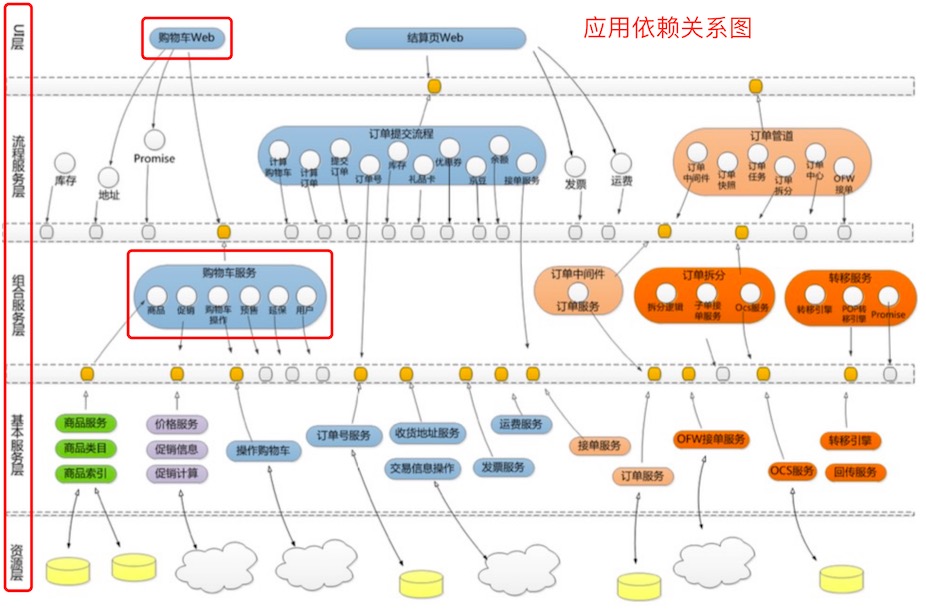 应用依赖关系图
UI层
购物车Web
结算页Web
流程服务层
库存
地址
Promise
订单提交流程
计算
购物车
计算
订单
提交
订单
订单号
库存
礼品卡
优惠券
京豆
余额
接单服务
发票
运费
订单管道
订单
中间件
订单
快照
订单
任务
订单
拆分
订单
中心
OFW
接单
组合服务层
购物车服务
商品
促销
购物车
操作
预售
延保
用户
订单中间件
订单服务
订单拆分
拆分逻辑
子单接
单服务
Ocs服务
转移服务
转移引擎
POP转
移引擎
Promise
基本服务层
商品服务
商品类目
商品索引
价格服务
促销信息
促销计算
操作购物车
订单号服务
收货地址服务
交易信息操作
发票服务
运费服务
接单服务
订单服务
OFW接单服务
OCS服务
转移引擎
回传服务
资源层